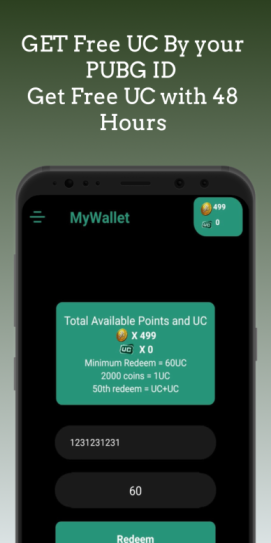 GET Free UC By your
PUBG ID
Get Free UC with 48
Hours
MyWallet
499
0
Total Available Points and UC
X 499
UC X 0
Minimum Redeem = 60UC
2000 coins = 1UC
50th redeem = UC+UC
1231231231
60
Redeem